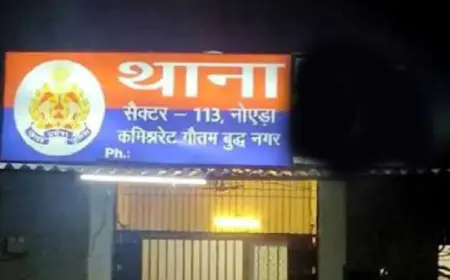 थाना
सैक्टर – 113, नोएडा
कमिश्नरेट गौतम बुद्ध नगर
Ph.: